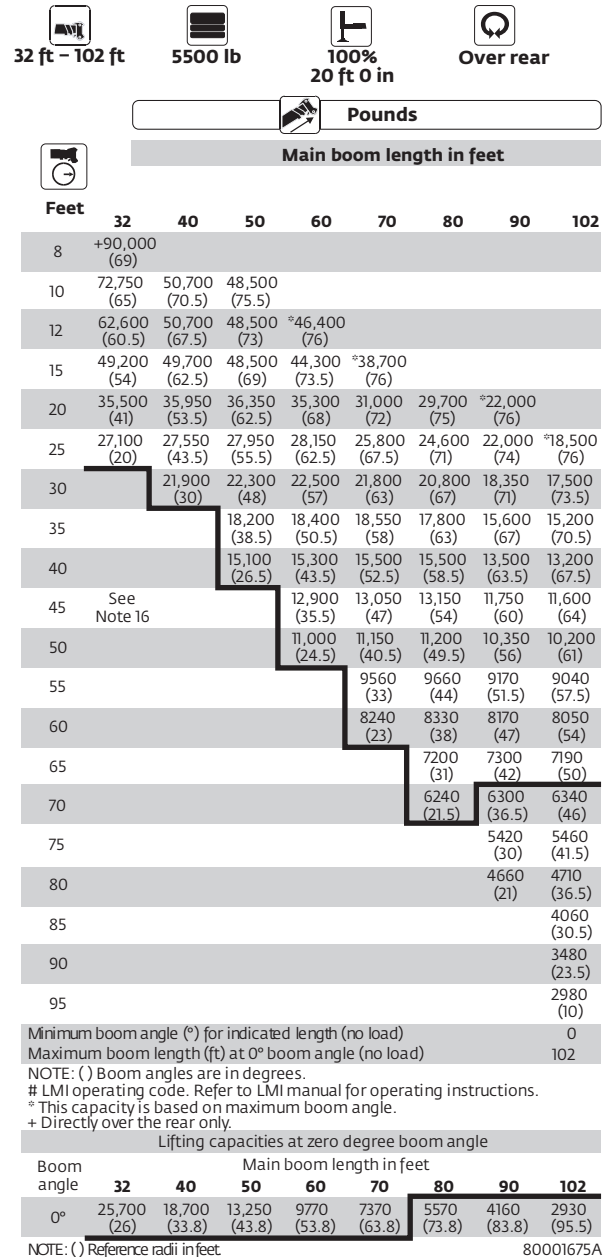 32 ft – 102 ft 5500 lb 100% Over rear
20 ft 0 in
Pounds
Main boom length in feet
Feet
32 40 50 60 70 80 90 102
8 +90,000
(69)
10 72,750 50,700 48,500
(65) (70.5) (75.5)
12 62,600 50,700 48,500 *46,400
(60.5) (67.5) (73) (76)
15 49,200 49,700 48,500 44,300 *38,700
(54) (62.5) (69) (73.5) (76)
20 35,500 35,950 36,350 35,300 31,000 29,700 *22,000
(41) (53.5) (62.5) (68) (72) (75) (76)
25 27,100 27,550 27,950 28,150 25,800 24,600 22,000 *18,500
(20) (43.5) (55.5) (62.5) (67.5) (71) (74) (76)
30 21,900 22,300 22,500 21,800 20,800 18,350 17,500
(30) (48) (57) (63) (67) (71) (73.5)
35 18,200 18,400 18,550 17,800 15,600 15,200
(38.5) (50.5) (58) (63) (67) (70.5)
40 15,100 15,300 15,500 15,500 13,500 13,200
(26.5) (43.5) (52.5) (58.5) (63.5) (67.5)
45 See 12,900 13,050 13,150 11,750 11,600
Note 16 (35.5) (47) (54) (60) (64)
50 11,000 11,150 11,200 10,350 10,200
(24.5) (40.5) (49.5) (56) (61)
55 9560 9660 9170 9040
(33) (44) (51.5) (57.5)
60 8240 8330 8170 8050
(23) (38) (47) (54)
65 7200 7300 7190
(31) (42) (50)
70 6240 6300 6340
(21.5) (36.5) (46)
75 5420 5460
(30) (41.5)
80 4660 4710
(21) (36.5)
85 4060
(30.5)
90 3480
(23.5)
95 2980
(10)
Minimum boom angle (°) for indicated length (no load) 0
Maximum boom length (ft) at 0° boom angle (no load) 102
NOTE: ( ) Boom angles are in degrees.
# LMI operating code. Refer to LMI manual for operating instructions.
* This capacity is based on maximum boom angle.
+ Directly over the rear only.
Lifting capacities at zero degree boom angle
Boom Main boom length in feet
angle 32 40 50 60 70 80 90 102
0° 25,700 18,700 13,250 9770 7370 5570 4160 2930
(26) (33.8) (43.8) (53.8) (63.8) (73.8) (83.8) (95.5)
NOTE: ( ) Reference radii in feet. 80001675A